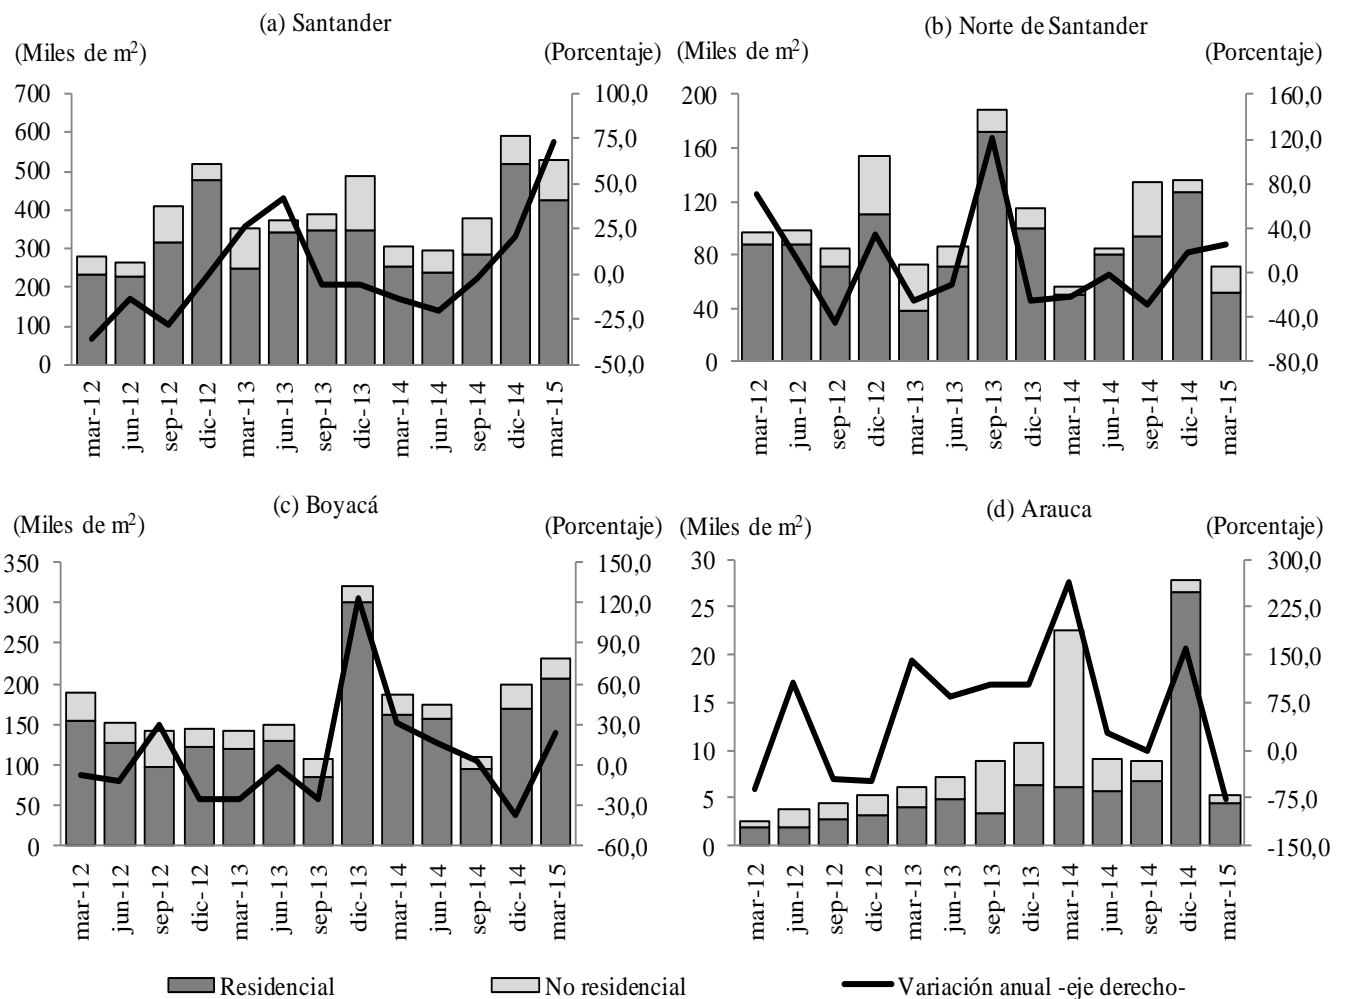 (a) Santander
(Miles de m²) (Porcentaje)
700 100,0
600 75,0
500 50,0
400 25,0
300 0,0
200 -25,0
100 -50,0
0
mar-12 jun-12 sep-12 dic-12 mar-13 jun-13 sep-13 dic-13 mar-14 jun-14 sep-14 dic-14 mar-15
(b) Norte de Santander
(Miles de m²) (Porcentaje)
200 160,0
160 120,0
120 80,0
80 40,0
40 0,0
0 -40,0
-80,0
mar-12 jun-12 sep-12 dic-12 mar-13 jun-13 sep-13 dic-13 mar-14 jun-14 sep-14 dic-14 mar-15
(c) Boyacá
(Miles de m²) (Porcentaje)
350 150,0
300 120,0
250 90,0
200 60,0
150 30,0
100 0,0
50 -30,0
0 -60,0
mar-12 jun-12 sep-12 dic-12 mar-13 jun-13 sep-13 dic-13 mar-14 jun-14 sep-14 dic-14 mar-15
(d) Arauca
(Miles de m²) (Porcentaje)
30 300,0
25 225,0
20 150,0
15 75,0
10 0,0
5 -75,0
0 -150,0
mar-12 jun-12 sep-12 dic-12 mar-13 jun-13 sep-13 dic-13 mar-14 jun-14 sep-14 dic-14 mar-15
Residencial No residencial Variación anual -eje derecho-